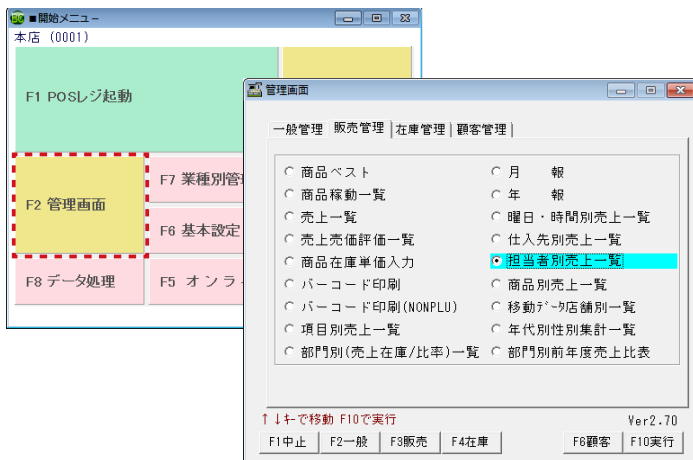 ■開始メニュー
本店 (0001)
F1 POSレジ起動
F2 管理画面
F7 業種別管
F6 基本設定
F8 データ処理
F5 オ ン ラ
管理画面
一般管理 販売管理 在庫管理 顧客管理
商品ベスト
商品稼動一覧
売上一覧
売上売価評価一覧
商品在庫単価入力
バーコード印刷
バーコード印刷(NONPLU)
項目別売上一覧
部門別(売上在庫/比率)一覧
月 報
年 報
曜日・時間別売上一覧
仕入先別売上一覧
担当者別売上一覧
商品別売上一覧
移動ﾃﾞｰﾀ店舗別一覧
年代別性別集計一覧
部門別前年度売上比表
↑↓ｷｰで移動 F10で実行
Ver2.70
F1中止 F2一般 F3販売 F4在庫 F6顧客 F10実行